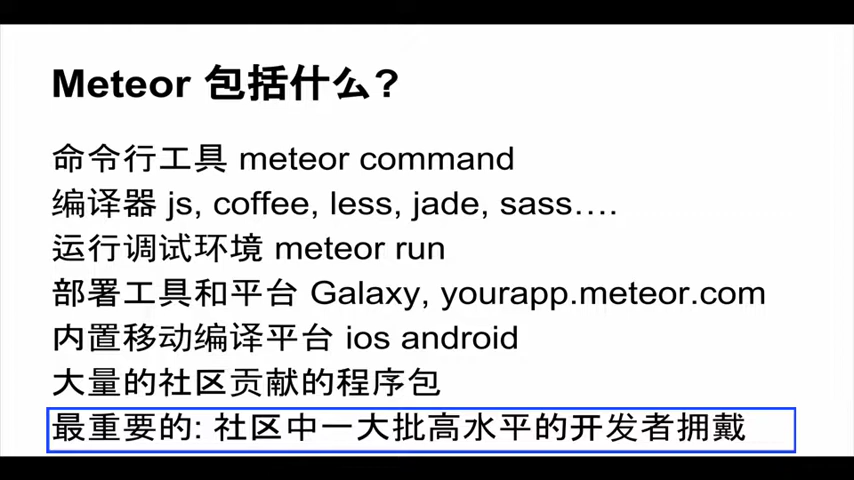 Meteor 包括什么?
命令行工具 meteor command
编译器 js, coffee, less, jade, sass....
运行调试环境 meteor run
部署工具和平台 Galaxy, yourapp.meteor.com
内置移动编译平台 ios android
大量的社区贡献的程序包
最重要的: 社区中一大批高水平的开发者拥戴